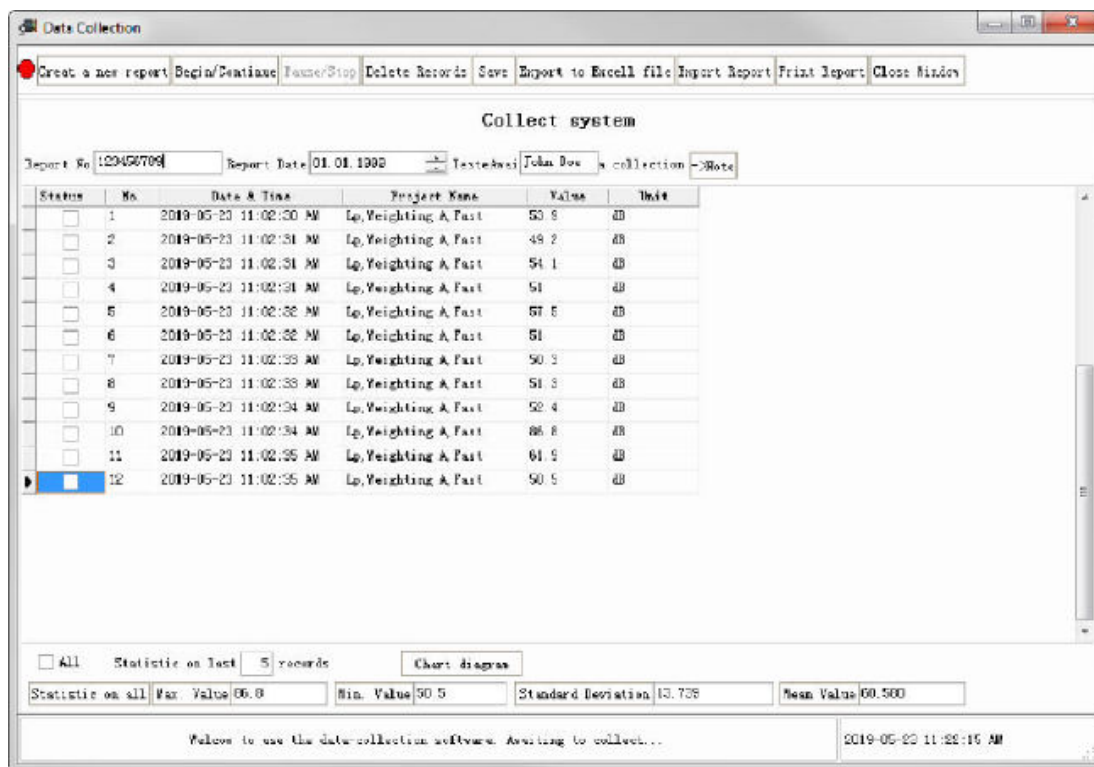 Data Collection
Creat a new report Begin/Continue Pause/Stop Delete Records Save Export to Excell file Import Report Print Report Close Window
Collect system
Report No 123456789 Report Date 01.01.1999 John Doe collection ->Note
Status No. Date & Time Project Name Value Unit
1 2019-05-23 11:02:30 AM Lp,Weighting A,Fast 53.9 dB
2 2019-05-23 11:02:31 AM Lp,Weighting A,Fast 49.2 dB
3 2019-05-23 11:02:31 AM Lp,Weighting A,Fast 54.1 dB
4 2019-05-23 11:02:31 AM Lp,Weighting A,Fast 51 dB
5 2019-05-23 11:02:32 AM Lp,Weighting A,Fast 57.5 dB
6 2019-05-23 11:02:32 AM Lp,Weighting A,Fast 51 dB
7 2019-05-23 11:02:33 AM Lp,Weighting A,Fast 50.3 dB
8 2019-05-23 11:02:33 AM Lp,Weighting A,Fast 51.3 dB
9 2019-05-23 11:02:34 AM Lp,Weighting A,Fast 52.4 dB
10 2019-05-23 11:02:34 AM Lp,Weighting A,Fast 86.8 dB
11 2019-05-23 11:02:35 AM Lp,Weighting A,Fast 61.9 dB
12 2019-05-23 11:02:35 AM Lp,Weighting A,Fast 50.5 dB
All Statistic on last 5 records Chart diagram
Statistic on all Max. Value 86.8 Min. Value 50.5 Standard Deviation 13.739 Mean Value 60.580
Welcom to use the data-collection software. Awaiting to collect... 2019-05-23 11:22:15 AM